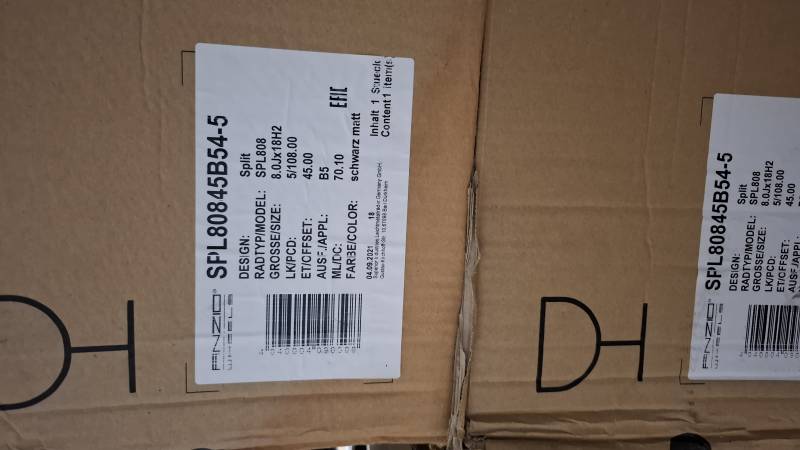 SPL80845B54-5
DESIGN: Split
RADTYP/MODEL: SPL808
GROSSE/SIZE: 8.0Jx18H2
LK/PCD: 5/108.00
ET/OFFSET: 45.00
AUSF./APPL: B5
ML/DC: 70.10
FARBE/COLOR: schwarz matt
EAC
Inhalt 1 Stueck
Content 1 item(s)
04.09.2021 18
WHEELS
SPL80845B54-5
DESIGN: Split
RADTYP/MODEL: SPL808
GROSSE/SIZE: 8.0Jx18H2
LK/PCD: 5/108.00
ET/OFFSET: 45.00
AUSF./APPL:
WHEELS